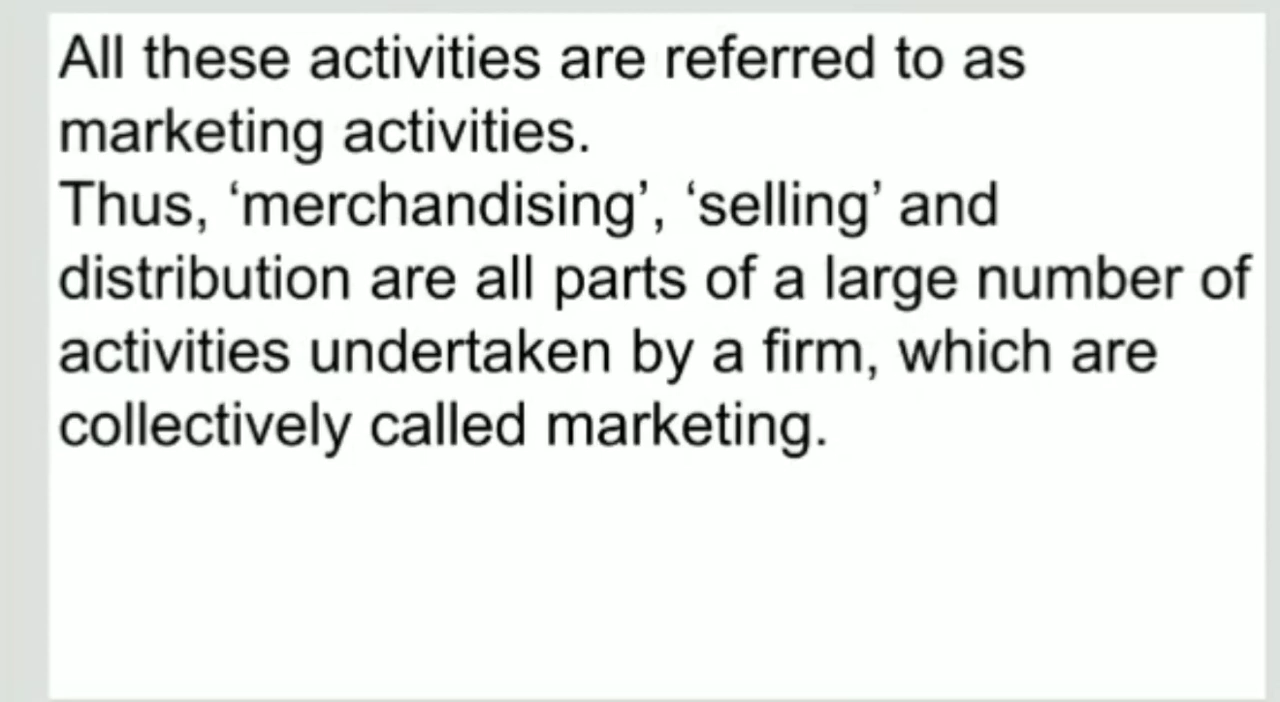 All these activities are referred to as
marketing activities.
Thus, ‘merchandising’, ‘selling’ and
distribution are all parts of a large number of
activities undertaken by a firm, which are
collectively called marketing.